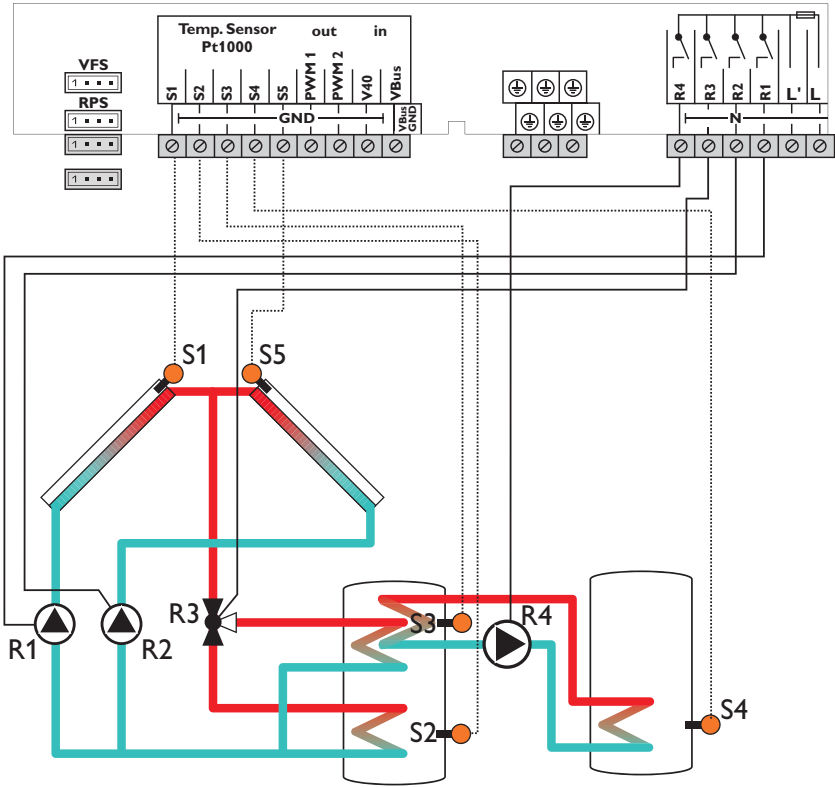 Temp. Sensor
Pt1000
out
in
VFS
1
RPS
1
1
1
S1
S2
S3
S4
S5
PWM 1
PWM 2
V40
VBus
GND
VBus
GND
R4
R3
R2
R1
L'
L
N
S1
S5
R3
S3
R4
R1
R2
S2
S4